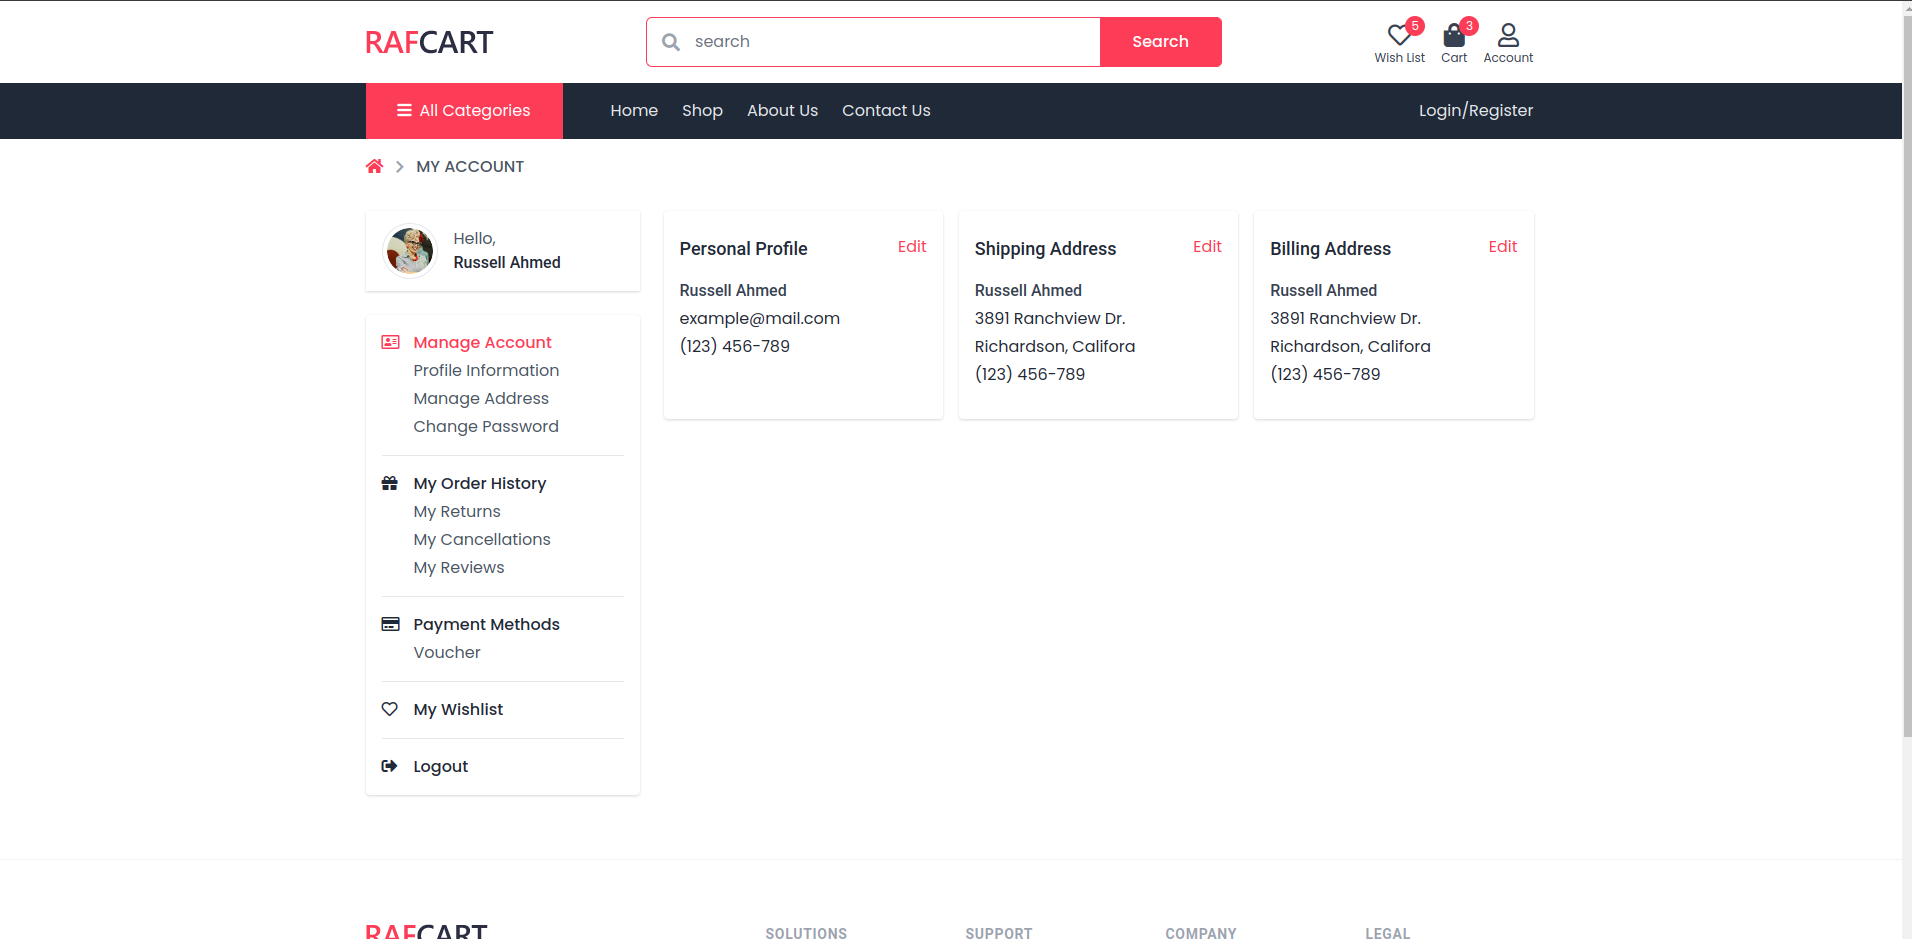 RAFCART
search
Search
5
Wish List
3
Cart
Account
All Categories
Home
Shop
About Us
Contact Us
Login/Register
MY ACCOUNT
Hello,
Russell Ahmed
Manage Account
Profile Information
Manage Address
Change Password
My Order History
My Returns
My Cancellations
My Reviews
Payment Methods
Voucher
My Wishlist
Logout
Personal Profile
Edit
Russell Ahmed
example@mail.com
(123) 456-789
Shipping Address
Edit
Russell Ahmed
3891 Ranchview Dr.
Richardson, Califora
(123) 456-789
Billing Address
Edit
Russell Ahmed
3891 Ranchview Dr.
Richardson, Califora
(123) 456-789
RAFCART
SOLUTIONS
SUPPORT
COMPANY
LEGAL